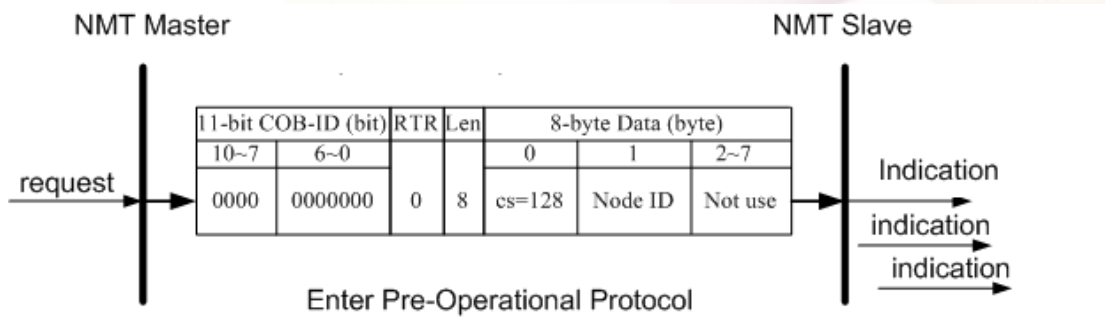 NMT Master NMT Slave
11-bit COB-ID (bit) RTR Len 8-byte Data (byte)
10~7 6~0 0 1 2~7
request 0000 0000000 0 8 cs=128 Node ID Not use Indication
indication
indication
Enter Pre-Operational Protocol